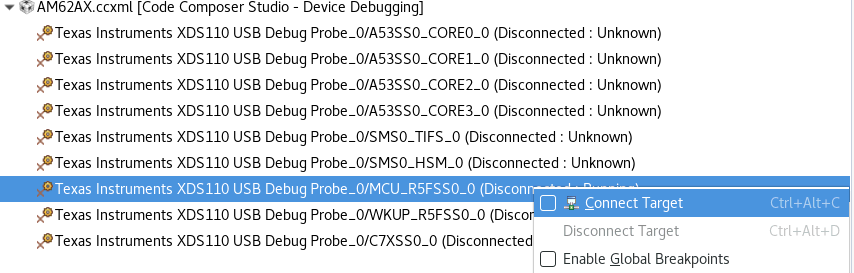 AM62AX.ccxml [Code Composer Studio - Device Debugging]
Texas Instruments XDS110 USB Debug Probe_0/A53SS0_CORE0_0 (Disconnected : Unknown)
Texas Instruments XDS110 USB Debug Probe_0/A53SS0_CORE1_0 (Disconnected : Unknown)
Texas Instruments XDS110 USB Debug Probe_0/A53SS0_CORE2_0 (Disconnected : Unknown)
Texas Instruments XDS110 USB Debug Probe_0/A53SS0_CORE3_0 (Disconnected : Unknown)
Texas Instruments XDS110 USB Debug Probe_0/SMS0_TIFS_0 (Disconnected : Unknown)
Texas Instruments XDS110 USB Debug Probe_0/SMS0_HSM_0 (Disconnected : Unknown)
Texas Instruments XDS110 USB Debug Probe_0/MCU_R5FSS0_0 (Disconnected : Running)
Connect Target Ctrl+Alt+C
Texas Instruments XDS110 USB Debug Probe_0/WKUP_R5FSS0_0 (Discon
Disconnect Target Ctrl+Alt+D
Texas Instruments XDS110 USB Debug Probe_0/C7XSS0_0 (Disconnected
Enable Global Breakpoints